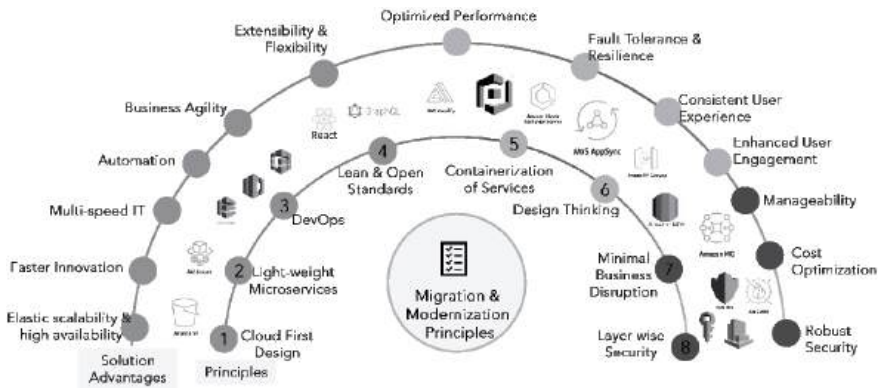 Optimized Performance
Extensibility &
Flexibility
Fault Tolerance &
Resilience
Business Agility
Consistent User
Experience
Automation
Enhanced User
Engagement
Multi-speed IT
Manageability
Faster Innovation
Cost
Optimization
Elastic scalability &
high availability
Robust
Security
Solution
Advantages
React
GraphQL
AWS AppSync
Amazon MQ
4
Lean & Open
Standards
5
Containerization
of Services
3
DevOps
6
Design Thinking
2
Light-weight
Microservices
7
Minimal
Business
Disruption
1
Cloud First
Design
8
Layer wise
Security
Principles
Migration &
Modernization
Principles